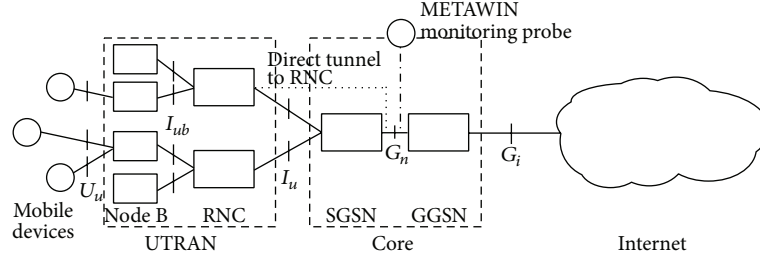 METAWIN
monitoring probe
Direct tunnel
to RNC
I_ub
U_u
I_u
G_n
G_i
Mobile
devices
Node B
RNC
SGSN
GGSN
UTRAN
Core
Internet